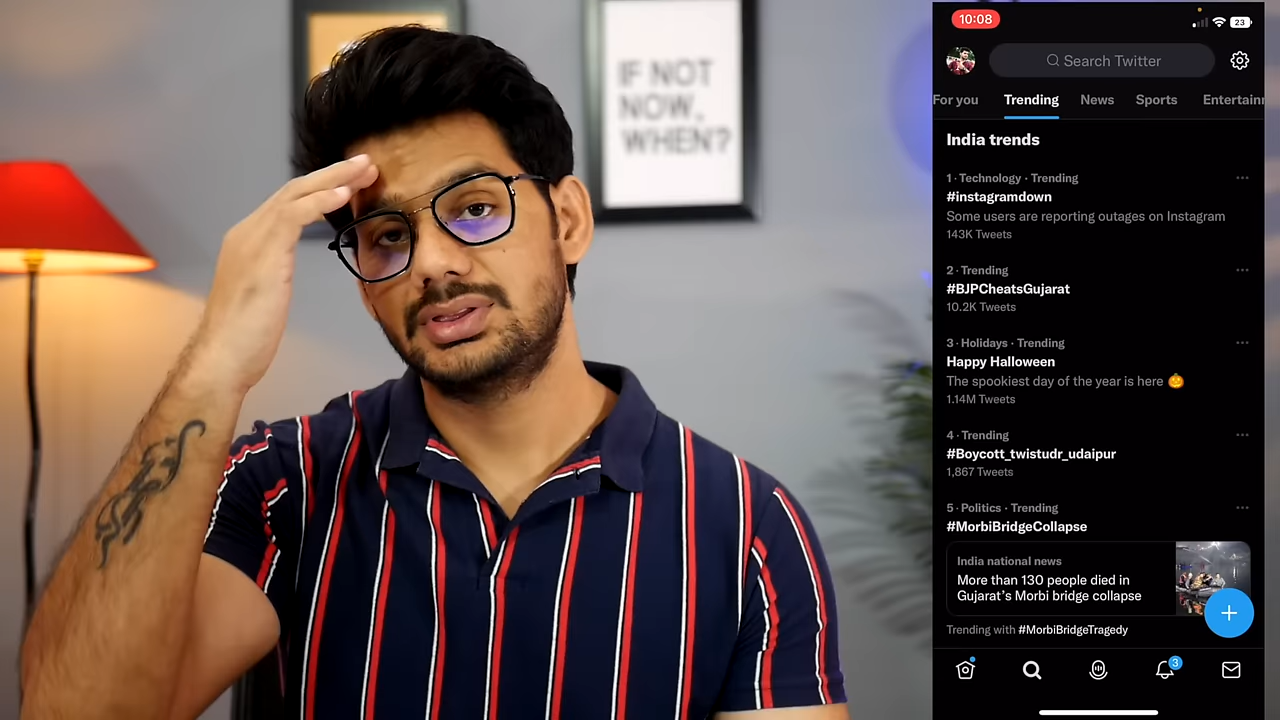 IF NOT
NOW,
WHEN?
10:08
23
Search Twitter
For you Trending News Sports Entertainm
India trends
1 · Technology · Trending
#instagramdown
Some users are reporting outages on Instagram
143K Tweets
2 · Trending
#BJPCheatsGujarat
10.2K Tweets
3 · Holidays · Trending
Happy Halloween
The spookiest day of the year is here 🎃
1.14M Tweets
4 · Trending
#Boycott_twistudr_udaipur
1,867 Tweets
5 · Politics · Trending
#MorbiBridgeCollapse
India national news
More than 130 people died in
Gujarat's Morbi bridge collapse
Trending with #MorbiBridgeTragedy
3